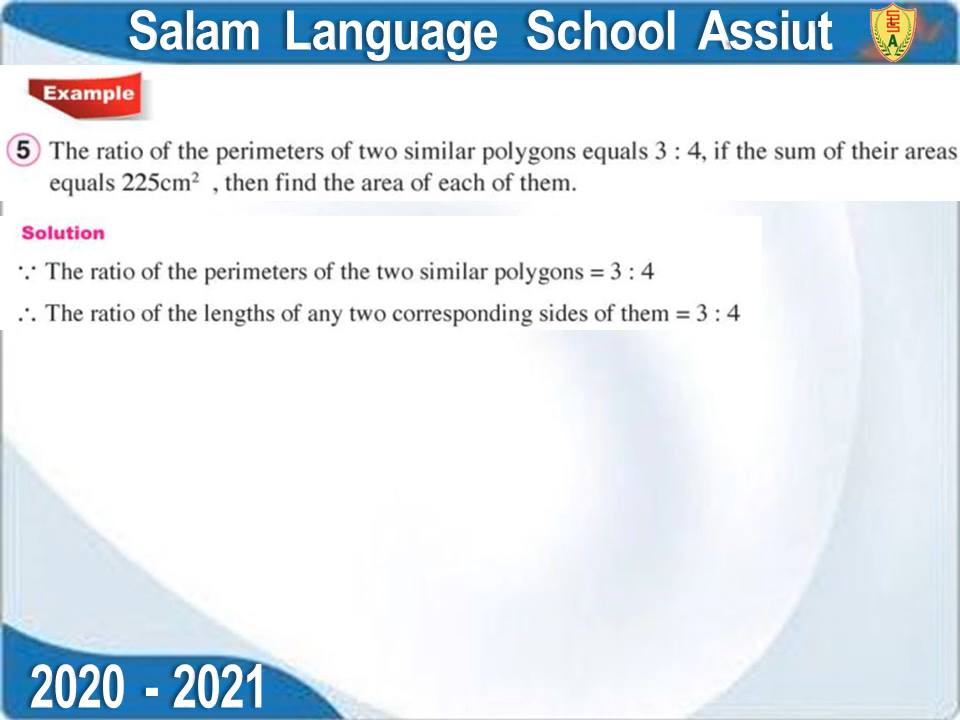 Salam Language School Assiut
A
Example
5 The ratio of the perimeters of two similar polygons equals 3 : 4, if the sum of their areas
equals 225cm² , then find the area of each of them.
Solution
∵ The ratio of the perimeters of the two similar polygons = 3 : 4
∴ The ratio of the lengths of any two corresponding sides of them = 3 : 4
2020 - 2021